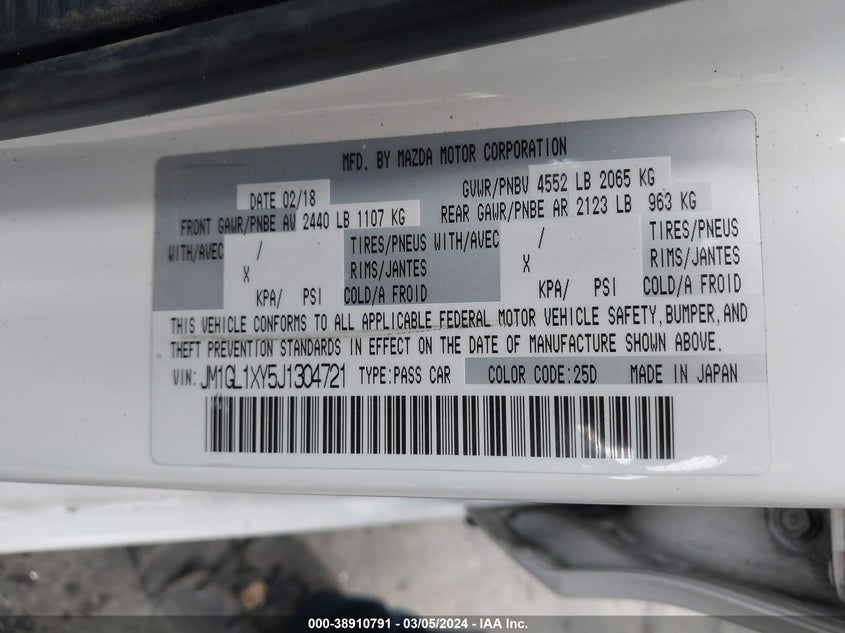 MFD. BY MAZDA MOTOR CORPORATION
DATE 02/18 GVWR/PNBV 4552 LB 2065 KG
FRONT GAWR/PNBE AV 2440 LB 1107 KG REAR GAWR/PNBE AR 2123 LB 963 KG
WITH/AVEC / TIRES/PNEUS WITH/AVEC / TIRES/PNEUS
X RIMS/JANTES X RIMS/JANTES
KPA/ PSI COLD/A FROID KPA/ PSI COLD/A FROID
THIS VEHICLE CONFORMS TO ALL APPLICABLE FEDERAL MOTOR VEHICLE SAFETY, BUMPER, AND
THEFT PREVENTION STANDARDS IN EFFECT ON THE DATE OF MANUFACTURE SHOWN ABOVE.
VIN: JM1GL1XY5J1304721 TYPE:PASS CAR COLOR CODE:25D MADE IN JAPAN
000-38910791 - 03/05/2024 - IAA Inc.